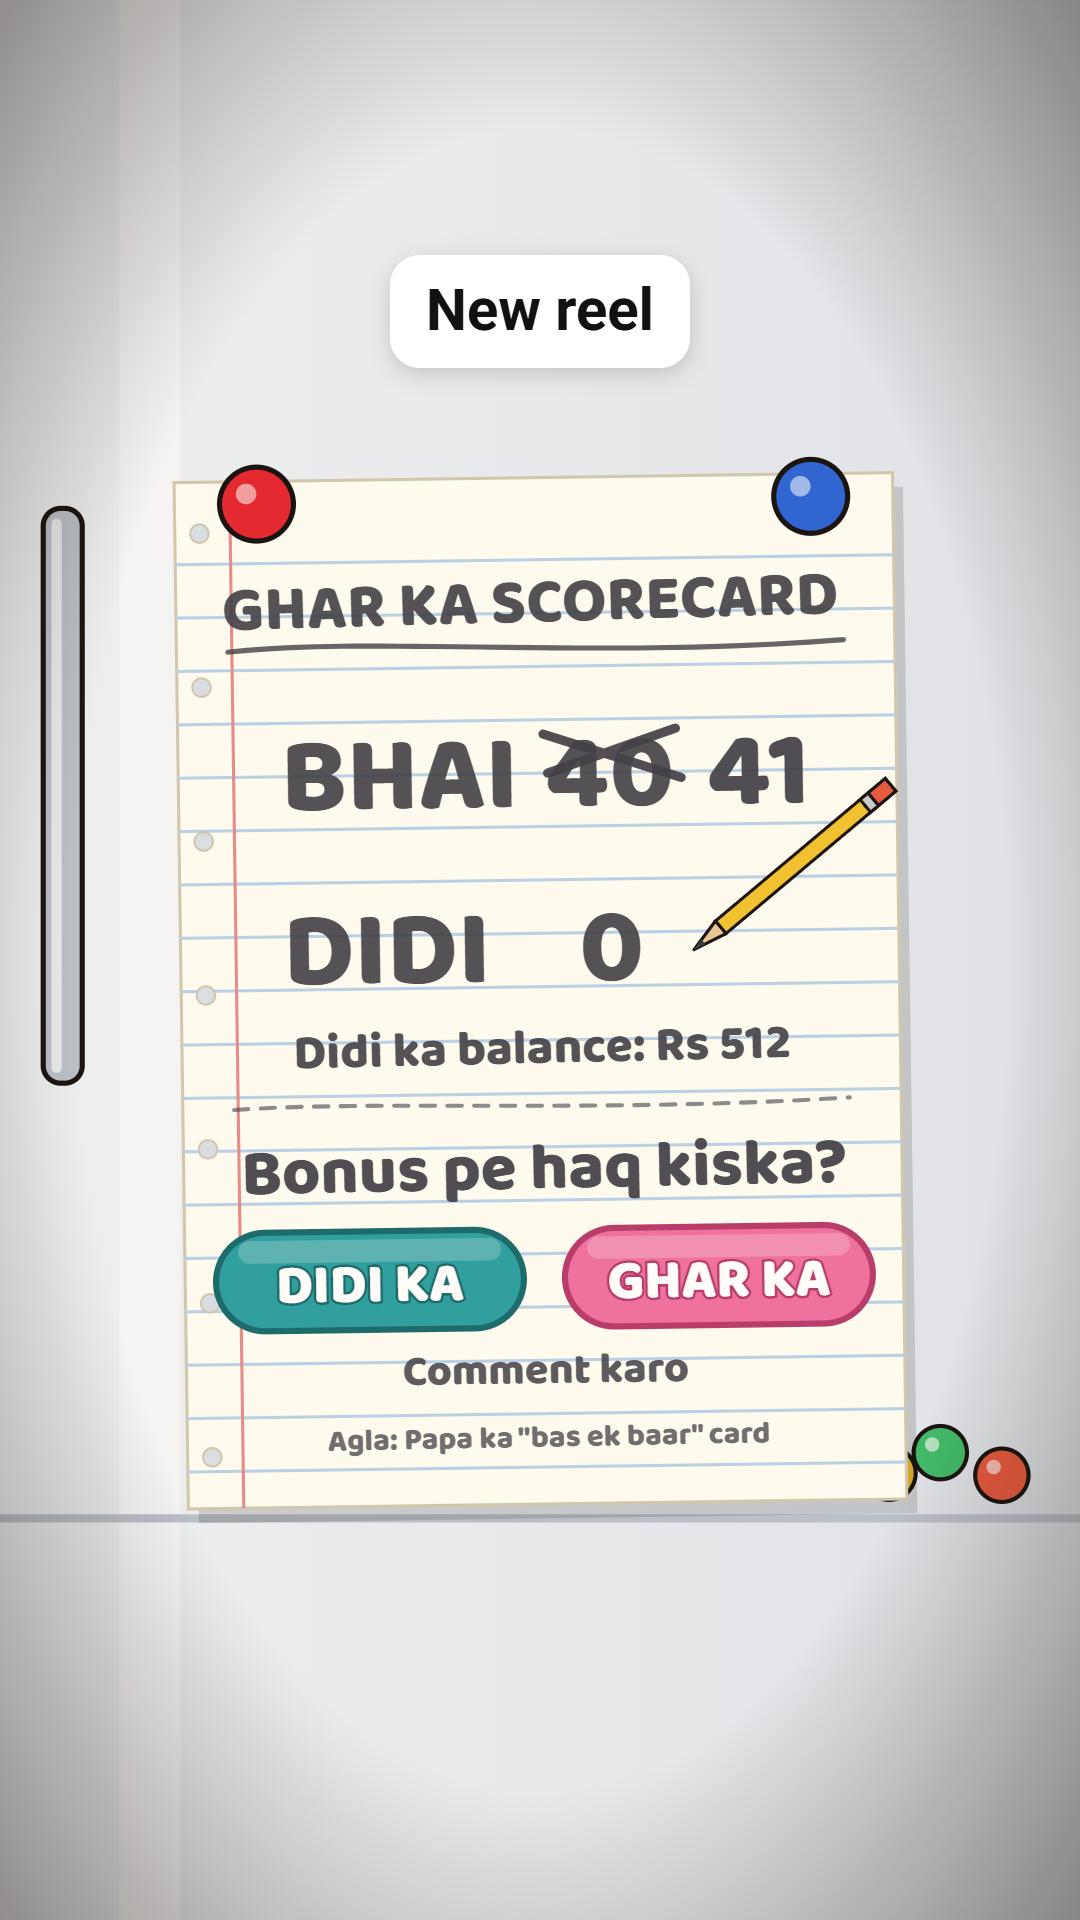 New reel
GHAR KA SCORECARD
BHAI 40 41
DIDI 0
Didi ka balance: Rs 512
Bonus pe haq kiska?
DIDI KA GHAR KA
Comment karo
Agla: Papa ka "bas ek baar" card